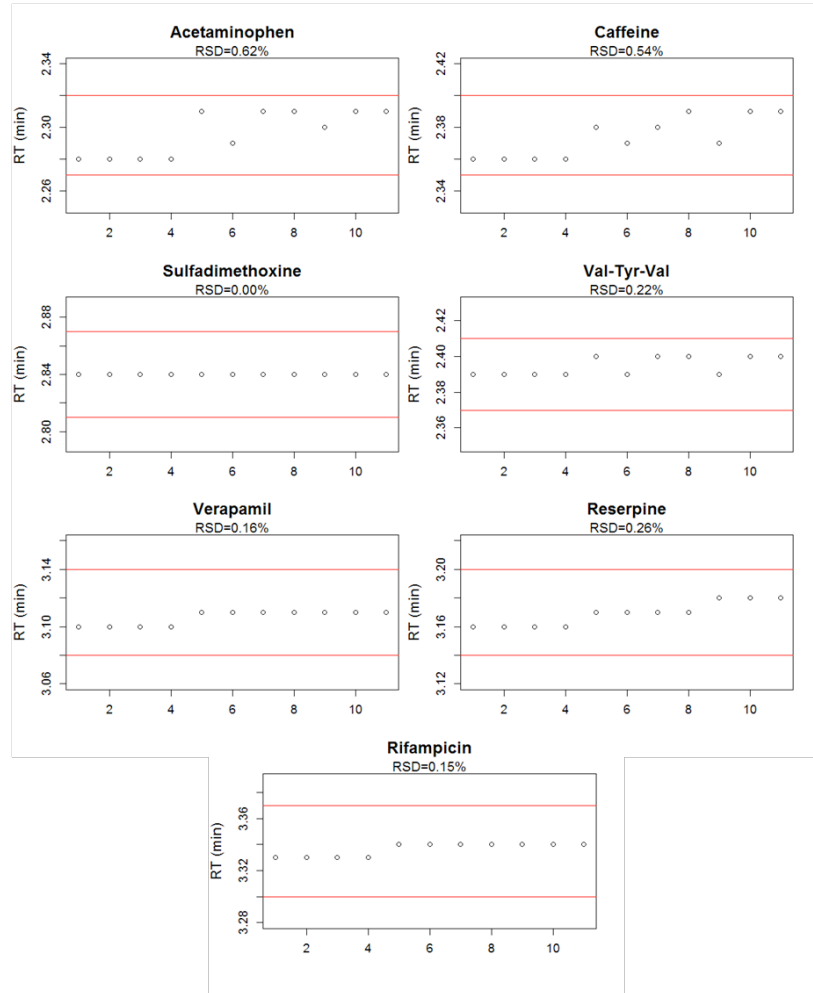 Acetaminophen
RSD=0.62%
RT (min)
2.34
2.30
2.26
2 4 6 8 10
Caffeine
RSD=0.54%
RT (min)
2.42
2.38
2.34
2 4 6 8 10
Sulfadimethoxine
RSD=0.00%
RT (min)
2.88
2.84
2.80
2 4 6 8 10
Val-Tyr-Val
RSD=0.22%
RT (min)
2.42
2.40
2.38
2.36
2 4 6 8 10
Verapamil
RSD=0.16%
RT (min)
3.14
3.10
3.06
2 4 6 8 10
Reserpine
RSD=0.26%
RT (min)
3.20
3.16
3.12
2 4 6 8 10
Rifampicin
RSD=0.15%
RT (min)
3.36
3.32
3.28
2 4 6 8 10